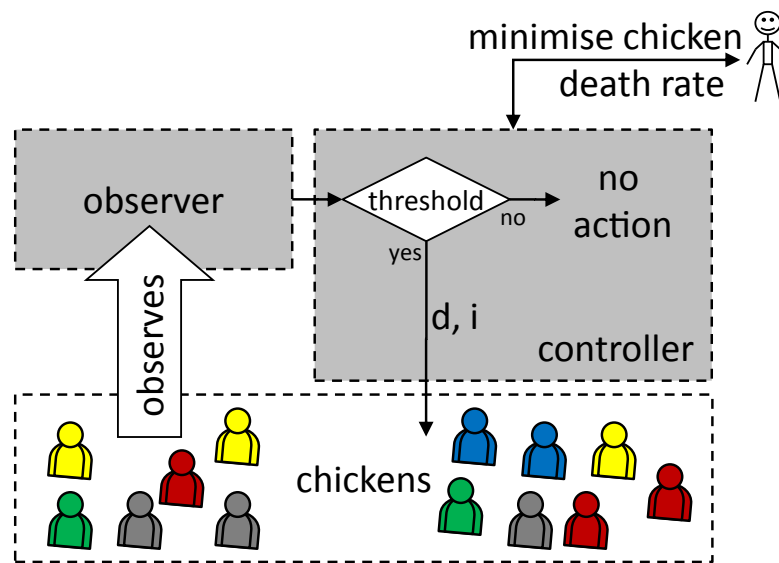 minimise chicken
death rate
observer
threshold
no
no
action
yes
d, i
controller
observes
chickens